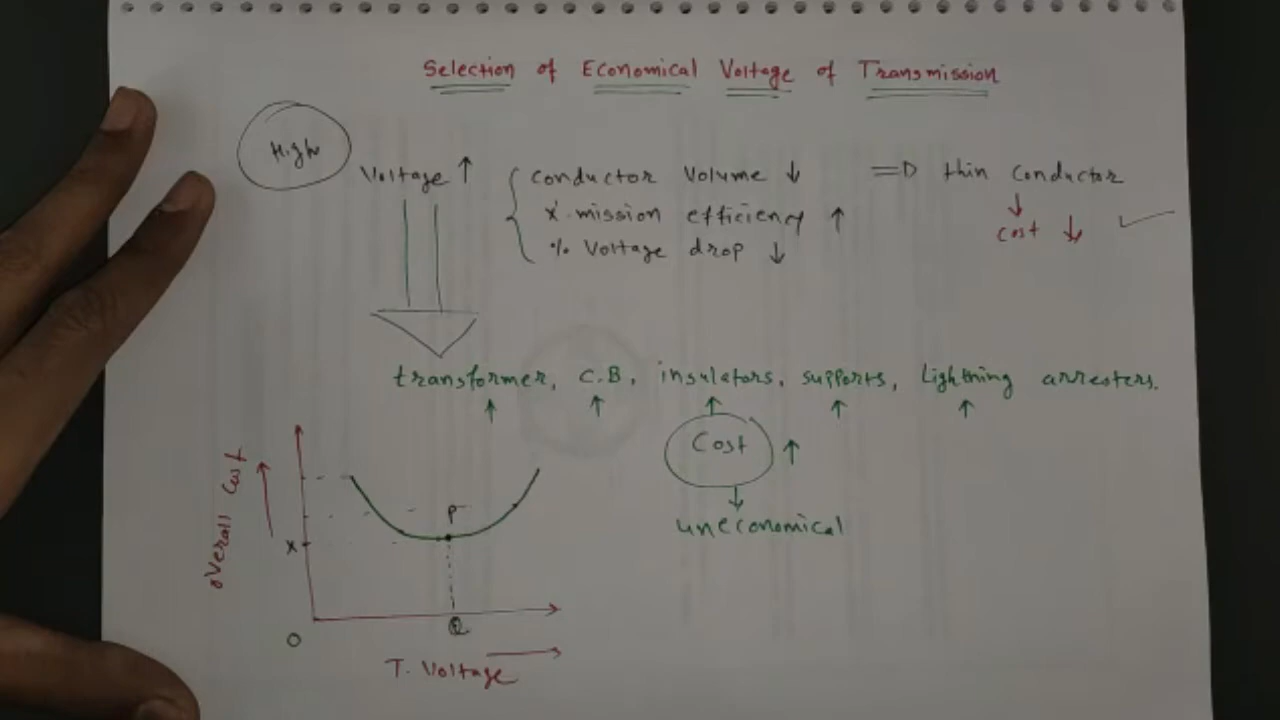 Selection of Economical Voltage of Transmission
High
Voltage ↑
conductor volume ↓ => thin conductor
x'mission efficiency ↑
↓
cost ↓ ✓
% voltage drop ↓
transformer, C.B, insulators, supports, Lightning arresters.
↑ ↑ ↑ ↑ ↑
Cost ↑
↓
uneconomical
overall cost
P
x
Q
O
T. Voltage